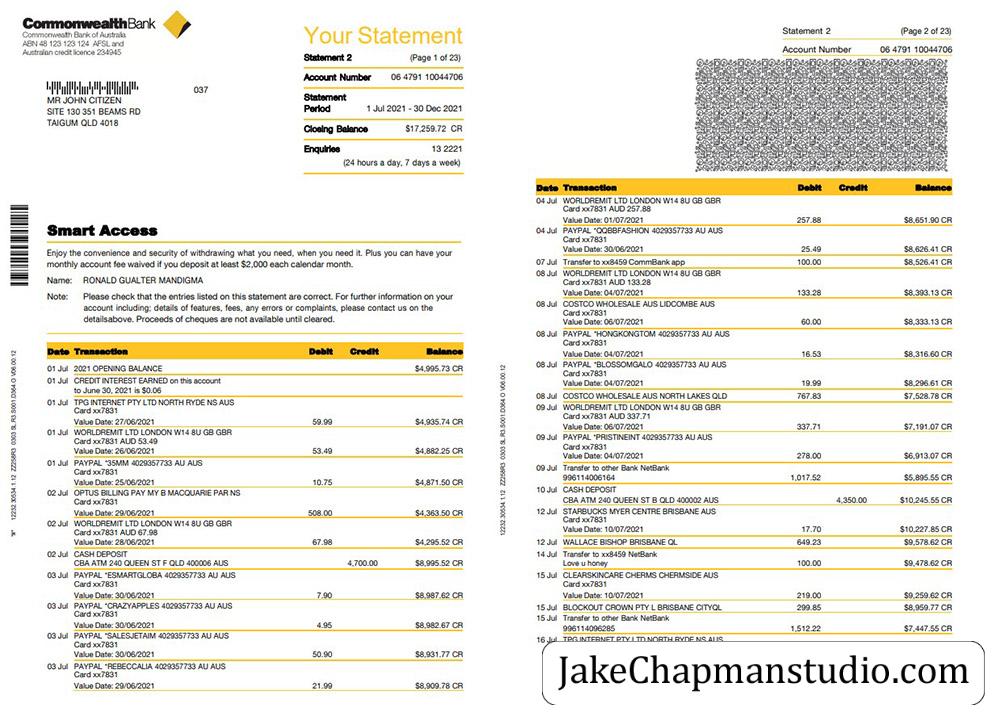 CommonwealthBank
Commonwealth Bank of Australia
ABN 48 123 123 124 AFSL and
Australian credit licence 234945
037
MR JOHN CITIZEN
SITE 130 351 BEAMS RD
TAIGUM QLD 4018
Your Statement
Statement 2 (Page 1 of 23)
Account Number 06 4791 10044706
Statement
Period 1 Jul 2021 - 30 Dec 2021
Closing Balance $17,259.72 CR
Enquiries 13 2221
(24 hours a day, 7 days a week)
Smart Access
Enjoy the convenience and security of withdrawing what you need, when you need it. Plus you can have your
monthly account fee waived if you deposit at least $2,000 each calendar month.
Name: RONALD GUALTER MANDIGMA
Note: Please check that the entries listed on this statement are correct. For further information on your
account including; details of features, fees, any errors or complaints, please contact us on the
detailsabove. Proceeds of cheques are not available until cleared.
Date Transaction Debit Credit Balance
01 Jul 2021 OPENING BALANCE $4,995.73 CR
01 Jul CREDIT INTEREST EARNED on this account
to June 30, 2021 is $0.06
01 Jul TPG INTERNET PTY LTD NORTH RYDE NS AUS
Card xx7831
Value Date: 27/06/2021 59.99 $4,935.74 CR
01 Jul WORLDREMIT LTD LONDON W14 8U GB GBR
Card xx7831 AUD 53.49
Value Date: 26/06/2021 53.49 $4,882.25 CR
01 Jul PAYPAL *35MM 4029357733 AU AUS
Card xx7831
Value Date: 25/06/2021 10.75 $4,871.50 CR
02 Jul OPTUS BILLING PAY MY B MACQUARIE PAR NS
Card xx7831
Value Date: 29/06/2021 508.00 $4,363.50 CR
02 Jul WORLDREMIT LTD LONDON W14 8U GB GBR
Card xx7831 AUD 67.98
Value Date: 28/06/2021 67.98 $4,295.52 CR
02 Jul CASH DEPOSIT
CBA ATM 240 QUEEN ST F QLD 400006 AUS 4,700.00 $8,995.52 CR
03 Jul PAYPAL *ESMARTGLOBA 4029357733 AU AUS
Card xx7831
Value Date: 30/06/2021 7.90 $8,987.62 CR
03 Jul PAYPAL *CRAZYAPPLES 4029357733 AU AUS
Card xx7831
Value Date: 30/06/2021 4.95 $8,982.67 CR
03 Jul PAYPAL *SALESJETAIM 4029357733 AU AUS
Card xx7831
Value Date: 30/06/2021 50.90 $8,931.77 CR
03 Jul PAYPAL *REBECCALIA 4029357733 AU AUS
Card xx7831
Value Date: 29/06/2021 21.99 $8,909.78 CR
Statement 2 (Page 2 of 23)
Account Number 06 4791 10044706
Date Transaction Debit Credit Balance
04 Jul WORLDREMIT LTD LONDON W14 8U GB GBR
Card xx7831 AUD 257.88
Value Date: 01/07/2021 257.88 $8,651.90 CR
04 Jul PAYPAL *QQBBFASHION 4029357733 AU AUS
Card xx7831
Value Date: 30/06/2021 25.49 $8,626.41 CR
07 Jul Transfer to xx8459 CommBank app 100.00 $8,526.41 CR
08 Jul WORLDREMIT LTD LONDON W14 8U GB GBR
Card xx7831 AUD 133.28
Value Date: 04/07/2021 133.28 $8,393.13 CR
08 Jul COSTCO WHOLESALE AUS LIDCOMBE AUS
Card xx7831
Value Date: 06/07/2021 60.00 $8,333.13 CR
08 Jul PAYPAL *HONGKONGTOM 4029357733 AU AUS
Card xx7831
Value Date: 04/07/2021 16.53 $8,316.60 CR
08 Jul PAYPAL *BLOSSOMGALO 4029357733 AU AUS
Card xx7831
Value Date: 04/07/2021 19.99 $8,296.61 CR
08 Jul COSTCO WHOLESALE AUS NORTH LAKES QLD 767.83 $7,528.78 CR
09 Jul WORLDREMIT LTD LONDON W14 8U GB GBR
Card xx7831 AUD 337.71
Value Date: 06/07/2021 337.71 $7,191.07 CR
09 Jul PAYPAL *PRISTINEINT 4029357733 AU AUS
Card xx7831
Value Date: 04/07/2021 278.00 $6,913.07 CR
09 Jul Transfer to other Bank NetBank
996114006164 1,017.52 $5,895.55 CR
10 Jul CASH DEPOSIT
CBA ATM 240 QUEEN ST B QLD 400002 AUS 4,350.00 $10,245.55 CR
12 Jul STARBUCKS MYER CENTRE BRISBANE AUS
Card xx7831
Value Date: 10/07/2021 17.70 $10,227.85 CR
12 Jul WALLACE BISHOP BRISBANE QL 649.23 $9,578.62 CR
14 Jul Transfer to xx8459 NetBank
Love u honey 100.00 $9,478.62 CR
15 Jul CLEARSKINCARE CHERMS CHERMSIDE AUS
Card xx7831
Value Date: 10/07/2021 219.00 $9,259.62 CR
15 Jul BLOCKOUT CROWN PTY L BRISBANE CITYQL 299.85 $8,959.77 CR
15 Jul Transfer to other Bank NetBank
996114096285 1,512.22 $7,447.55 CR
16 Jul TPG INTERNET PTY LTD NORTH RYDE NS AUS
JakeChapmanstudio.com